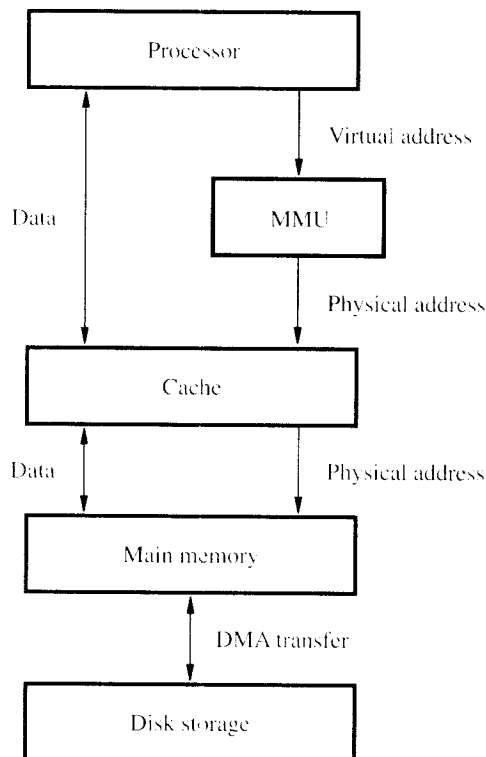 Processor
Virtual address
MMU
Data
Physical address
Cache
Data
Physical address
Main memory
DMA transfer
Disk storage